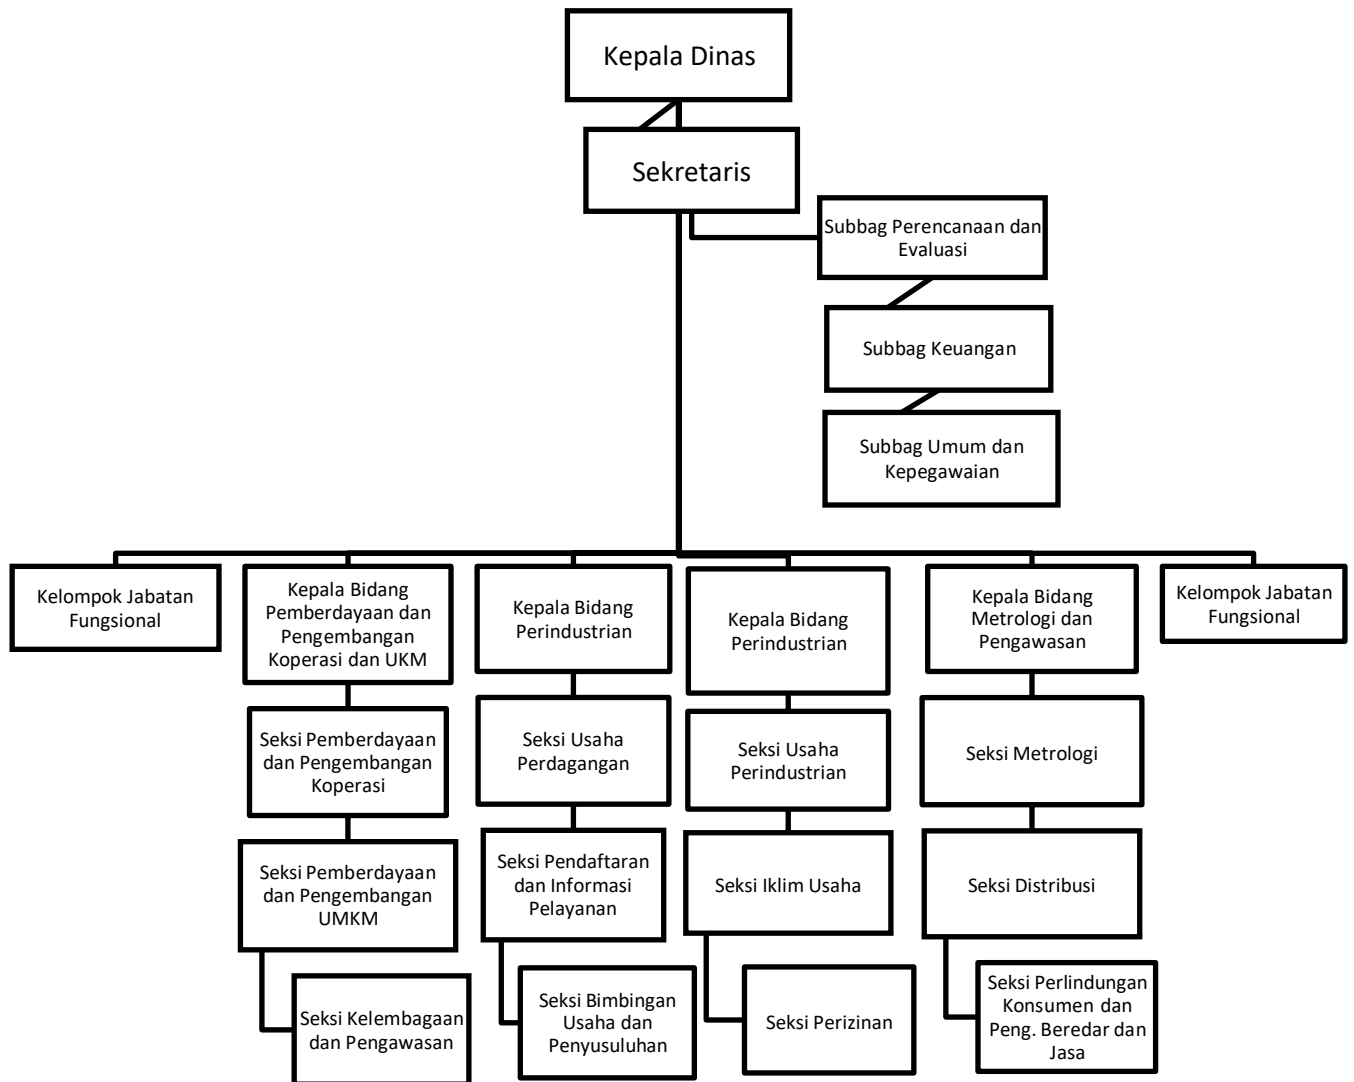 Kepala Dinas
Sekretaris
Subbag Perencanaan dan
Evaluasi
Subbag Keuangan
Subbag Umum dan
Kepegawaian
Kelompok Jabatan
Fungsional
Kepala Bidang
Pemberdayaan dan
Pengembangan
Koperasi dan UKM
Kepala Bidang
Perindustrian
Kepala Bidang
Perindustrian
Kepala Bidang
Metrologi dan
Pengawasan
Kelompok Jabatan
Fungsional
Seksi Pemberdayaan
dan Pengembangan
Koperasi
Seksi Usaha
Perdagangan
Seksi Usaha
Perindustrian
Seksi Metrologi
Seksi Pemberdayaan
dan Pengembangan
UMKM
Seksi Pendaftaran
dan Informasi
Pelayanan
Seksi Iklim Usaha
Seksi Distribusi
Seksi Kelembagaan
dan Pengawasan
Seksi Bimbingan
Usaha dan
Penyusuluhan
Seksi Perizinan
Seksi Perlindungan
Konsumen dan
Peng. Beredar dan
Jasa